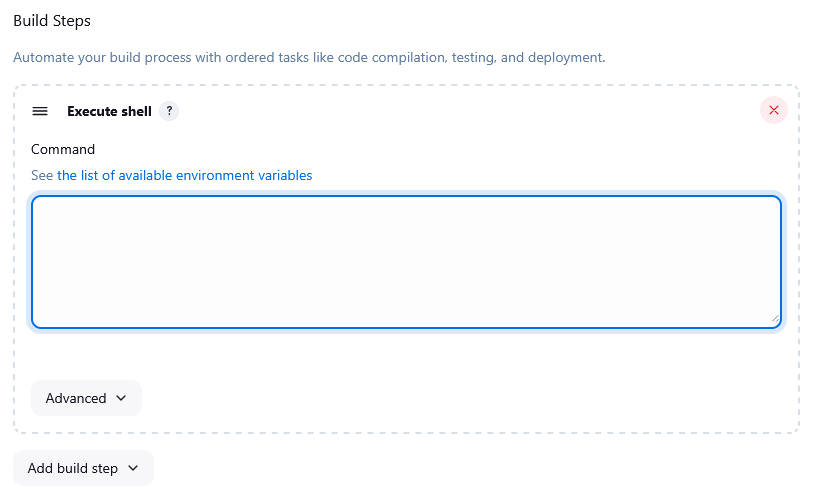 Build Steps
Automate your build process with ordered tasks like code compilation, testing, and deployment.
Execute shell ?
Command
See the list of available environment variables
Advanced
Add build step